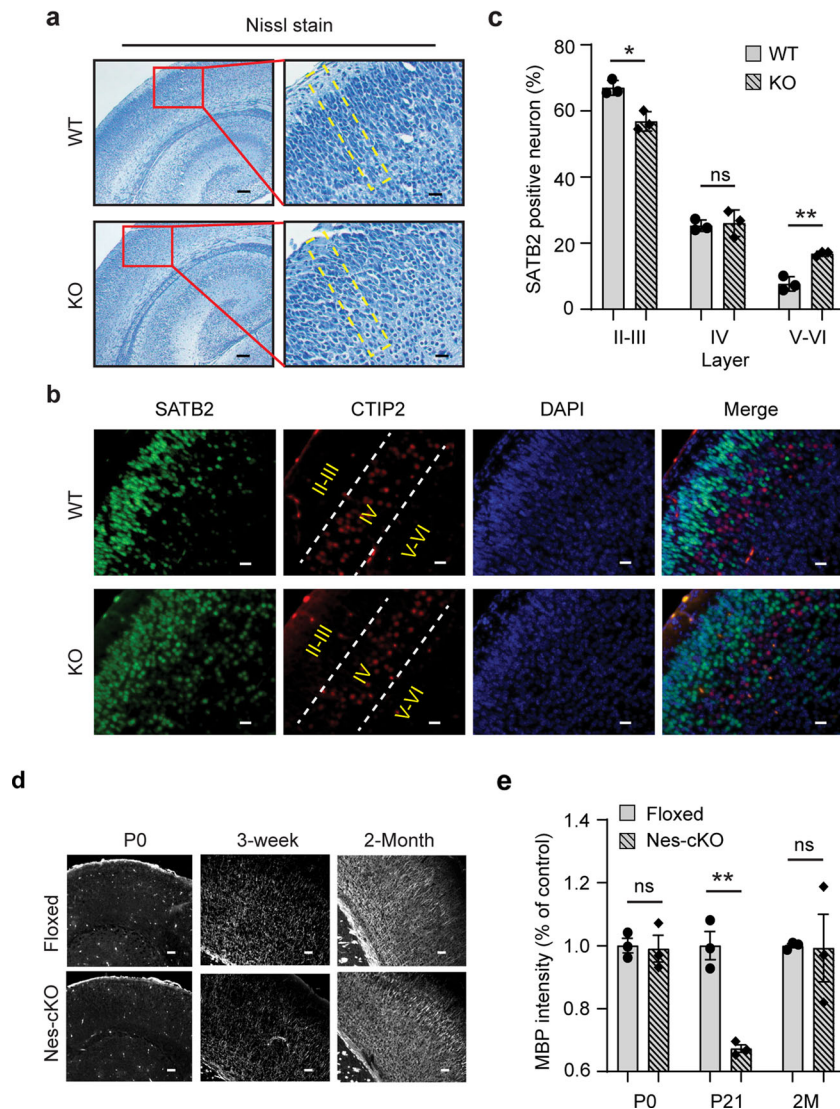 a
Nissl stain
WT
KO
c
SATB2 positive neuron (%)
80
60
40
20
0
*
ns
**
WT
KO
II-III
IV
V-VI
Layer
b
SATB2
CTIP2
DAPI
Merge
WT
II-III
IV
V-VI
KO
II-III
IV
V-VI
d
P0
3-week
2-Month
Floxed
Nes-cKO
e
MBP intensity (% of control)
1.4
1.2
1.0
0.8
0.6
Floxed
Nes-cKO
ns
**
ns
P0
P21
2M